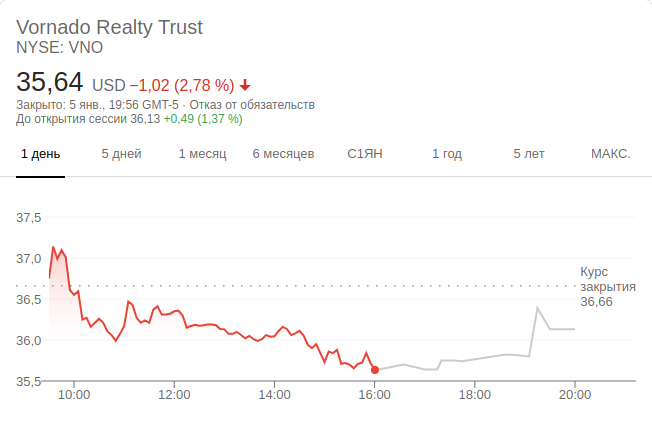 Vornado Realty Trust
NYSE: VNO
35,64 USD −1,02 (2,78 %)
Закрыто: 5 янв., 19:56 GMT-5 · Отказ от обязательств
До открытия сессии 36,13 +0,49 (1,37 %)
1 день 5 дней 1 месяц 6 месяцев С1ЯН 1 год 5 лет МАКС.
37,5
37,0
Курс
закрытия
36,66
36,5
36,0
35,5
10:00 12:00 14:00 16:00 18:00 20:00